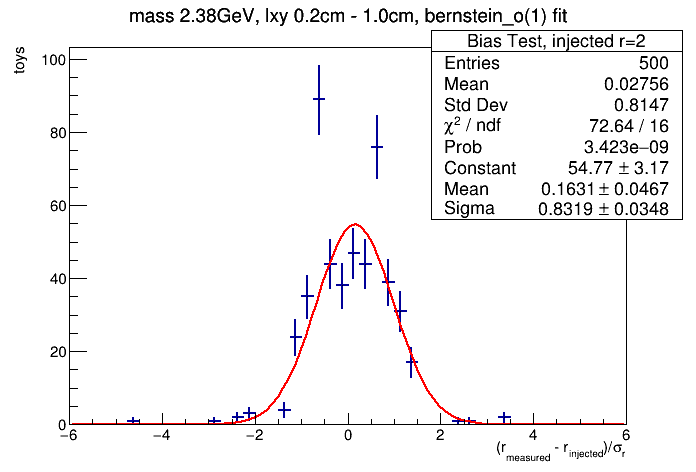 mass 2.38GeV, lxy 0.2cm - 1.0cm, bernstein_o(1) fit
toys
Bias Test, injected r=2
Entries 500
Mean 0.02756
Std Dev 0.8147
χ² / ndf 72.64 / 16
Prob 3.423e−09
Constant 54.77 ± 3.17
Mean 0.1631 ± 0.0467
Sigma 0.8319 ± 0.0348
100
80
60
40
20
0
−6 −4 −2 0 2 4 6
(r_measured - r_injected)/σ_r